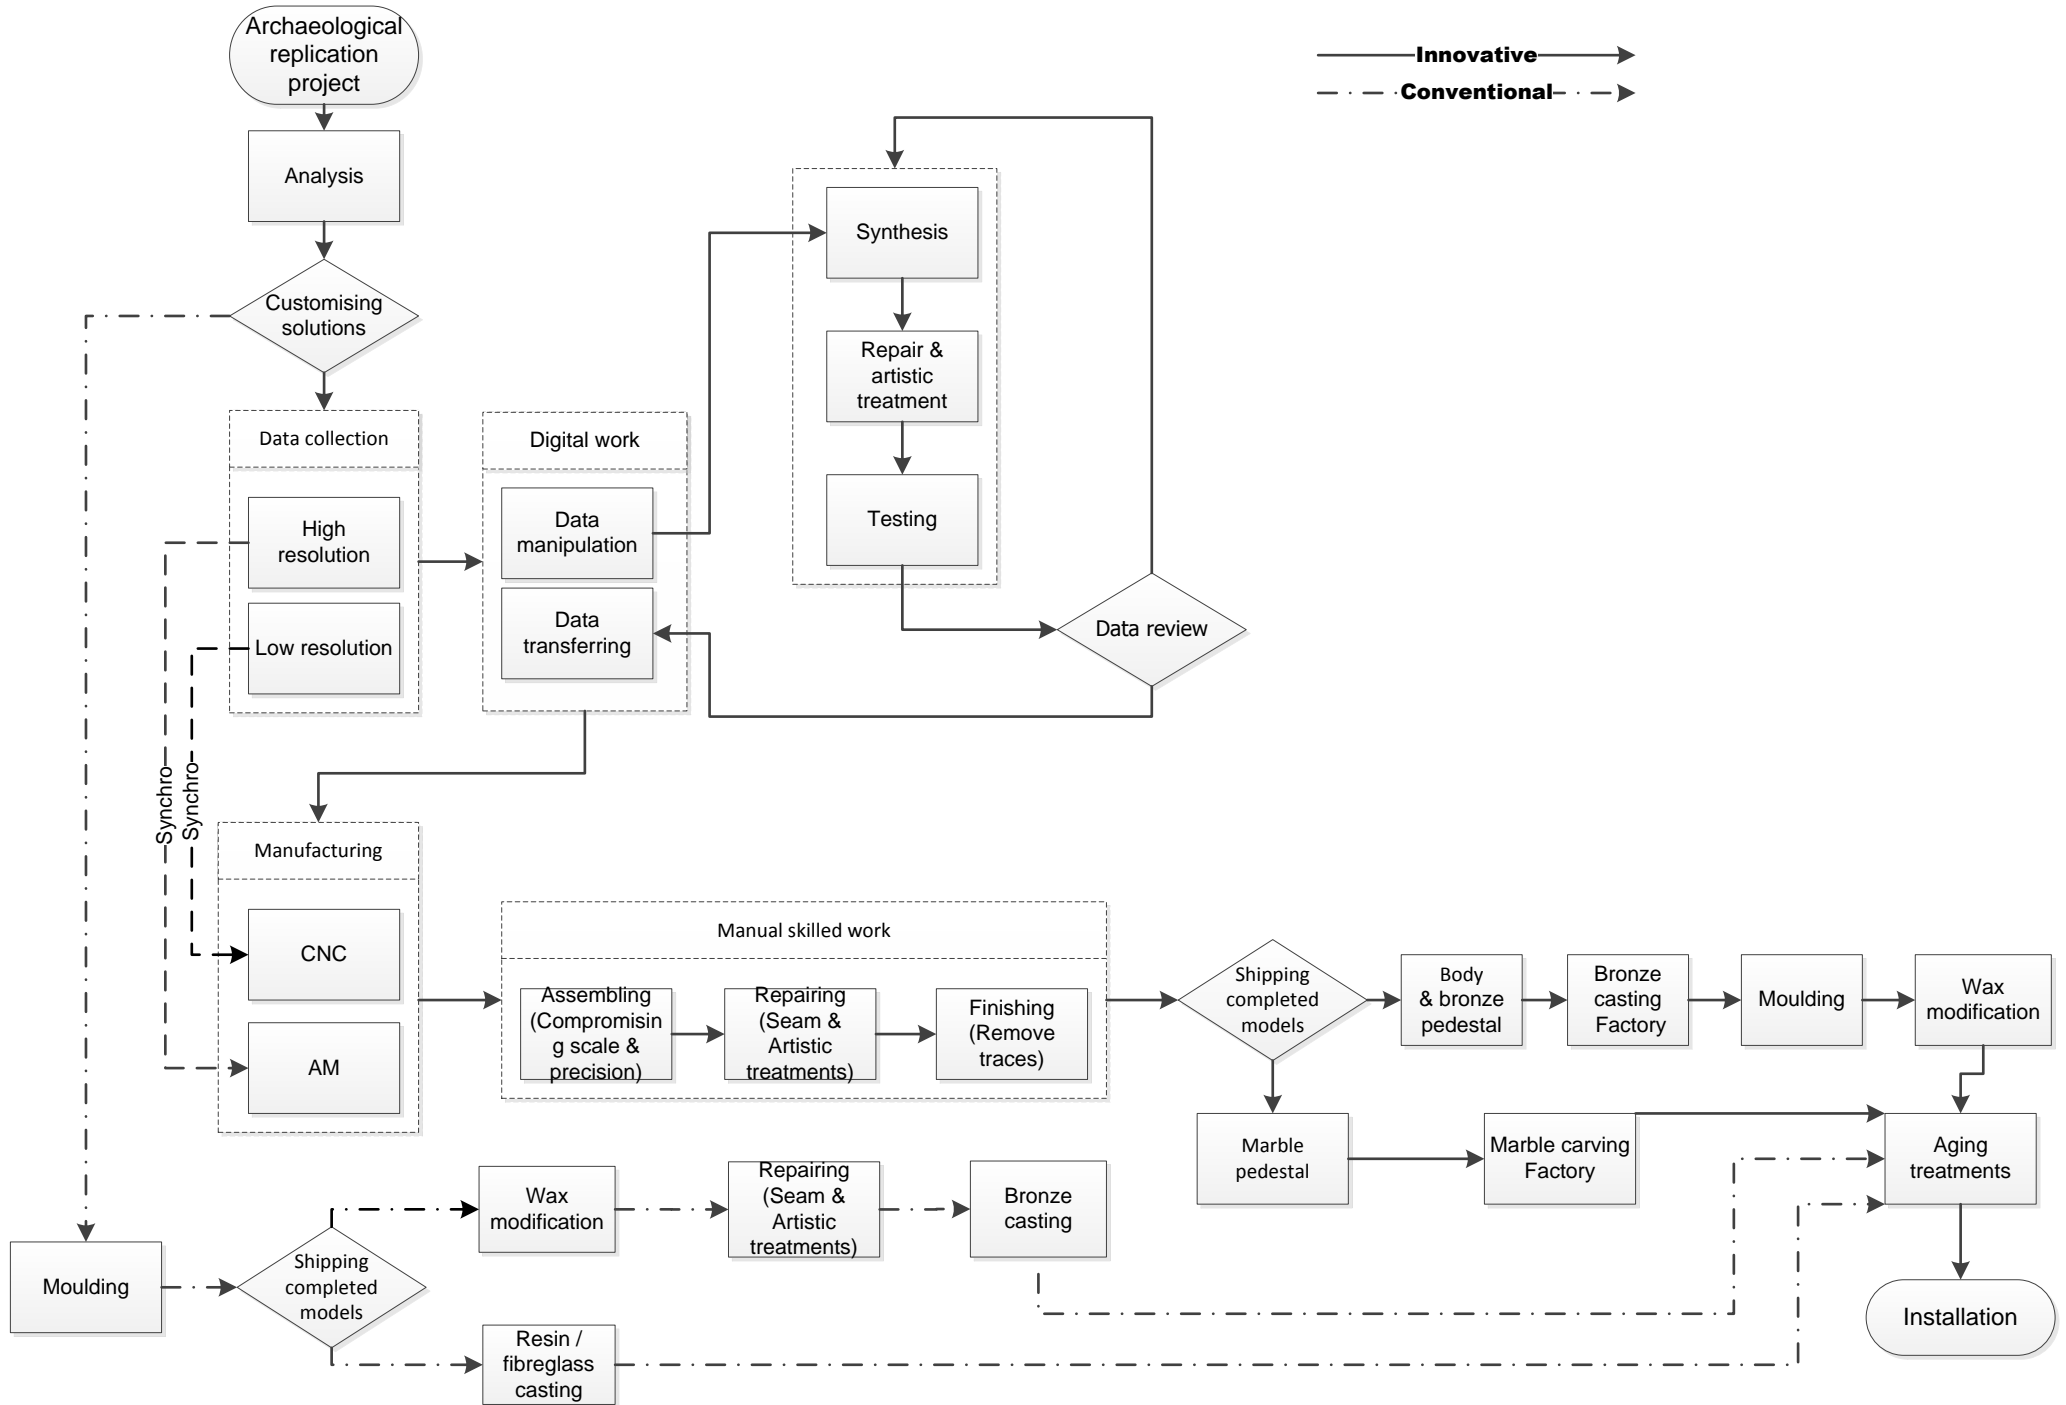 Archaeological
replication
project
Innovative
Conventional
Analysis
Customising
solutions
Synthesis
Repair &
artistic
treatment
Testing
Data review
Data collection
High
resolution
Low resolution
Digital work
Data
manipulation
Data
transferring
Synchro
Synchro
Manufacturing
CNC
AM
Manual skilled work
Assembling
(Compromisin
g scale &
precision)
Repairing
(Seam &
Artistic
treatments)
Finishing
(Remove
traces)
Shipping
completed
models
Body
& bronze
pedestal
Bronze
casting
Factory
Moulding
Wax
modification
Marble
pedestal
Marble carving
Factory
Aging
treatments
Installation
Moulding
Shipping
completed
models
Wax
modification
Repairing
(Seam &
Artistic
treatments)
Bronze
casting
Resin /
fibreglass
casting